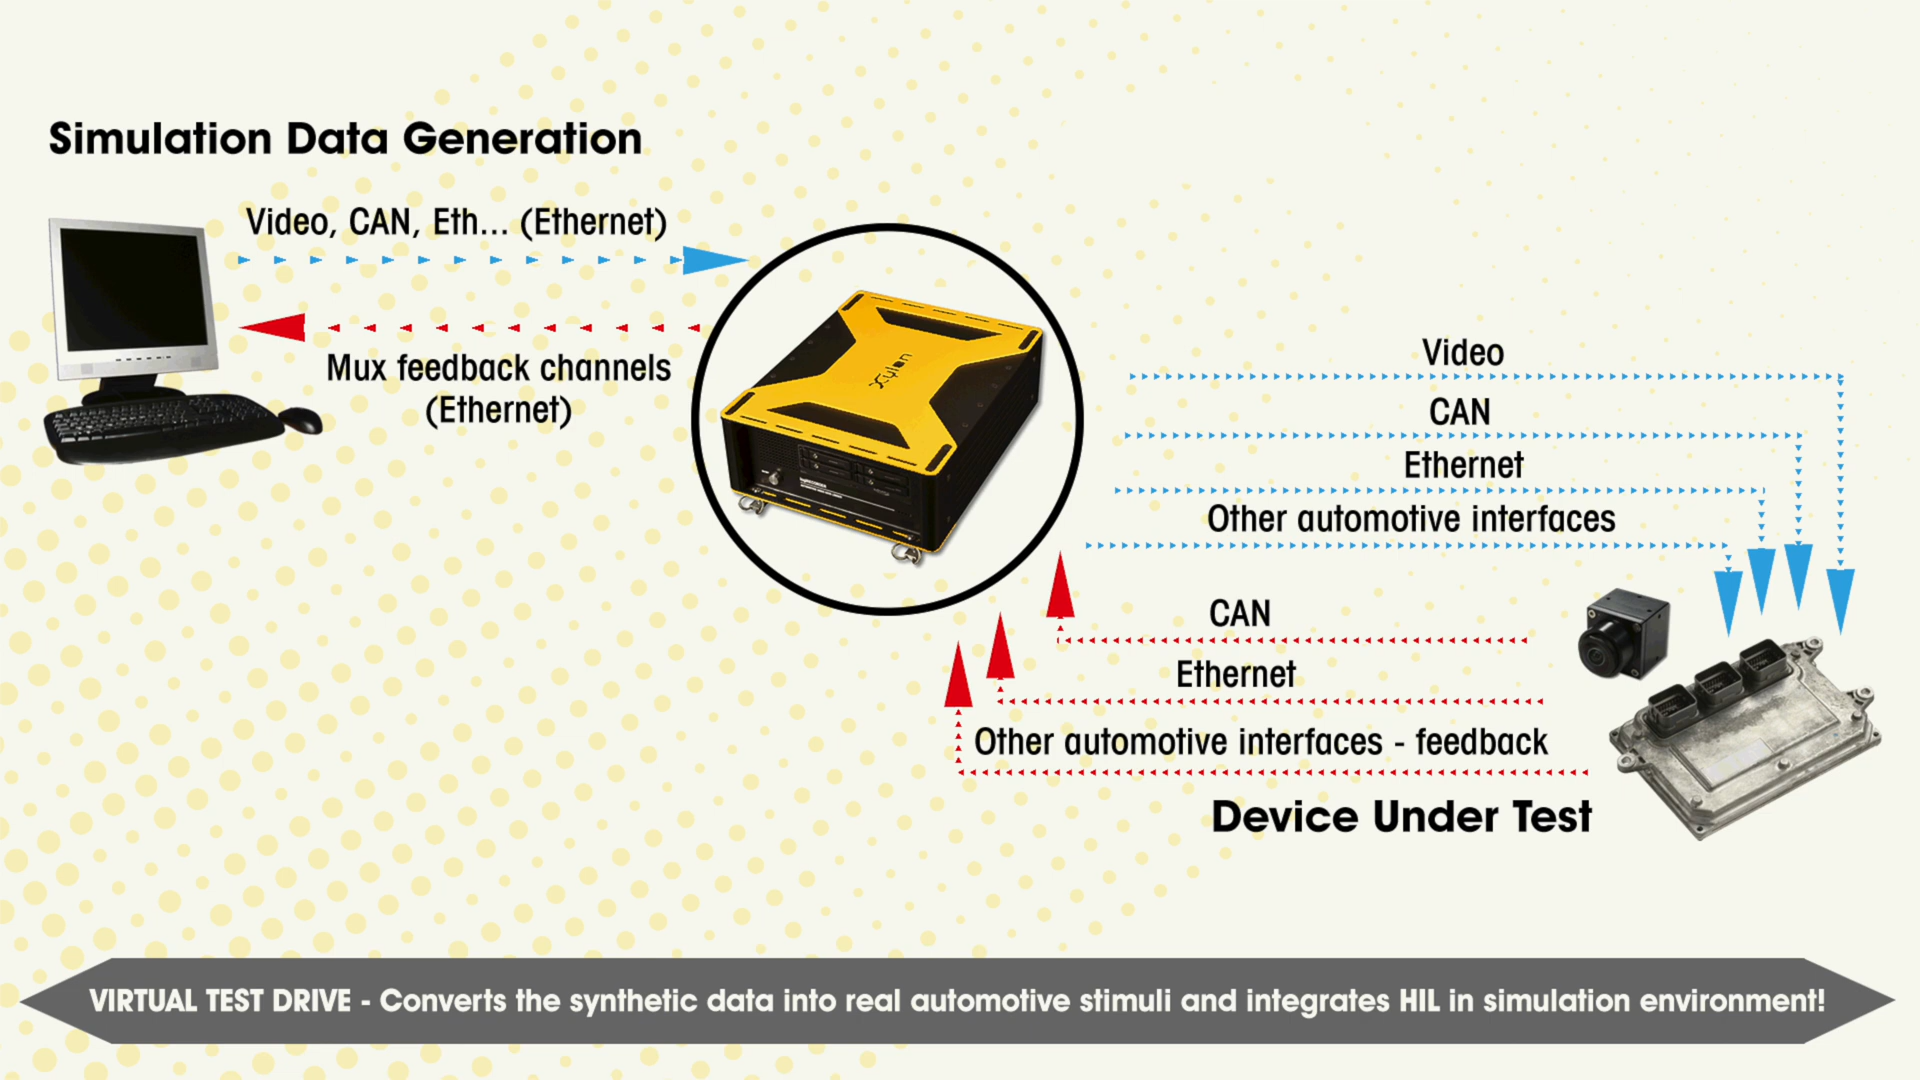 Simulation Data Generation
Video, CAN, Eth... (Ethernet)
Mux feedback channels
(Ethernet)
Xylon
Video
CAN
Ethernet
Other automotive interfaces
CAN
Ethernet
Other automotive interfaces - feedback
Device Under Test
VIRTUAL TEST DRIVE - Converts the synthetic data into real automotive stimuli and integrates HIL in simulation environment!